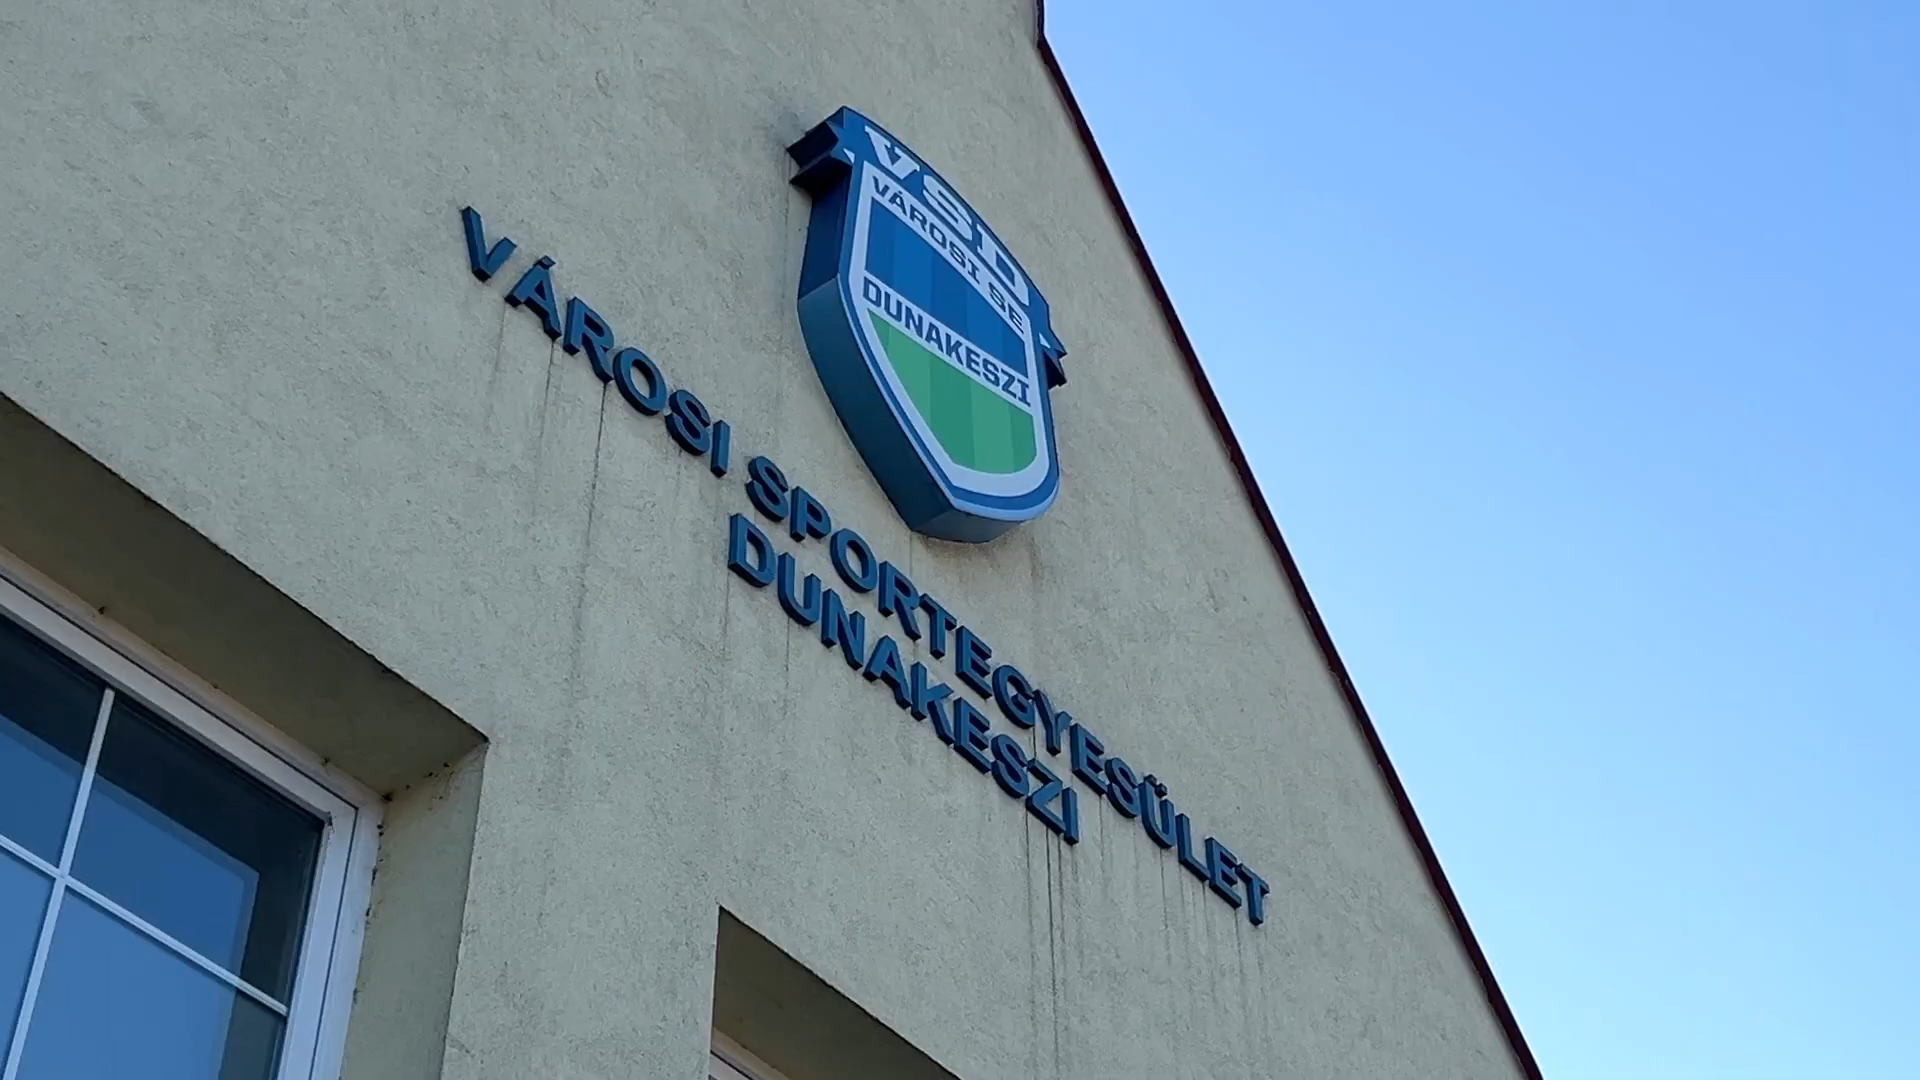 VSD
VÁROSI SE
DUNAKESZI
VÁROSI SPORTEGYESÜLET
DUNAKESZI